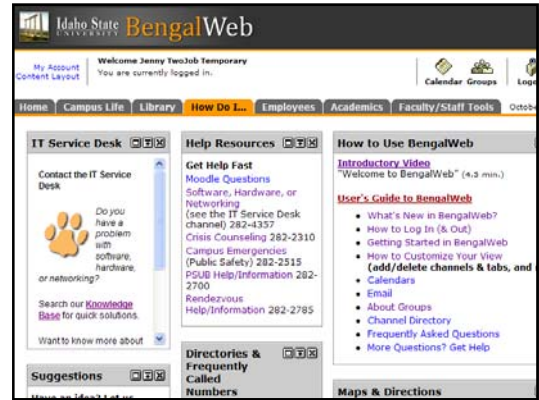 Idaho State UNIVERSITY BengalWeb
My Account
Content Layout
Welcome Jenny TwoJob Temporary
You are currently logged in.
Calendar Groups
Home Campus Life Library How Do I... Employees Academics Faculty/Staff Tools
IT Service Desk
Contact the IT Service
Desk
Do you
have a
problem
with
software,
hardware,
or networking?
Search our Knowledge
Base for quick solutions.
Want to know more about
Suggestions
Help Resources
Get Help Fast
Moodle Questions
Software, Hardware, or
Networking
(see the IT Service Desk
channel) 282-4357
Crisis Counseling 282-2310
Campus Emergencies
(Public Safety) 282-2515
PSUB Help/Information 282-
2700
Rendezvous
Help/Information 282-2785
Directories &
Frequently
Called
Numbers
How to Use BengalWeb
Introductory Video
"Welcome to BengalWeb" (4.5 min.)
User's Guide to BengalWeb
What's New in BengalWeb?
How to Log In (& Out)
Getting Started in BengalWeb
How to Customize Your View
(add/delete channels & tabs, and
Calendars
Email
About Groups
Channel Directory
Frequently Asked Questions
More Questions? Get Help
Maps & Directions